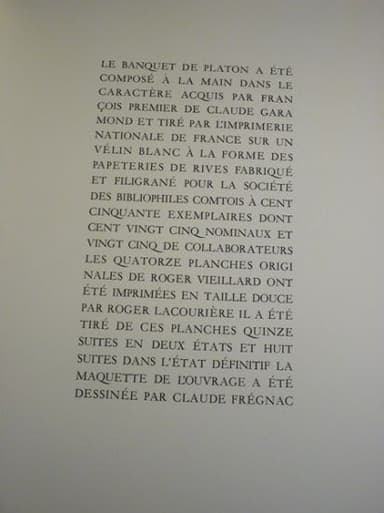 LE BANQUET DE PLATON A ÉTÉ
COMPOSÉ À LA MAIN DANS LE
CARACTÈRE ACQUIS PAR FRAN
ÇOIS PREMIER DE CLAUDE GARA
MOND ET TIRÉ PAR L'IMPRIMERIE
NATIONALE DE FRANCE SUR UN
VÉLIN BLANC À LA FORME DES
PAPETERIES DE RIVES FABRIQUÉ
ET FILIGRANÉ POUR LA SOCIÉTÉ
DES BIBLIOPHILES COMTOIS À CENT
CINQUANTE EXEMPLAIRES DONT
CENT VINGT CINQ NOMINAUX ET
VINGT CINQ DE COLLABORATEURS
LES QUATORZE PLANCHES ORIGI
NALES DE ROGER VIEILLARD ONT
ÉTÉ IMPRIMÉES EN TAILLE DOUCE
PAR ROGER LACOURIÈRE IL A ÉTÉ
TIRÉ DE CES PLANCHES QUINZE
SUITES EN DEUX ÉTATS ET HUIT
SUITES DANS L'ÉTAT DÉFINITIF LA
MAQUETTE DE L'OUVRAGE A ÉTÉ
DESSINÉE PAR CLAUDE FRÉGNAC